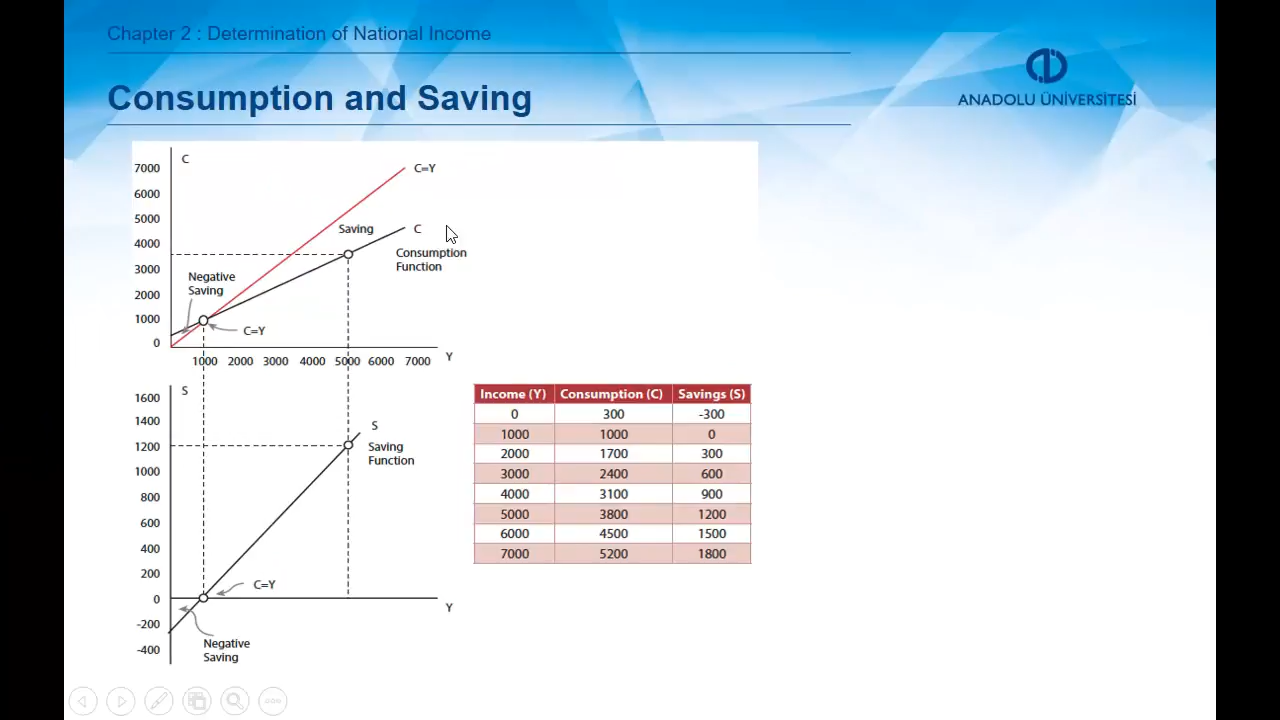 Chapter 2 : Determination of National Income
Consumption and Saving
ANADOLU ÜNİVERSİTESİ
C
7000
6000
5000
4000
3000
2000
1000
0
C=Y
Saving
C
Consumption
Function
Negative
Saving
C=Y
1000 2000 3000 4000 5000 6000 7000
Y
S
1600
1400
1200
1000
800
600
400
200
0
-200
-400
S
Saving
Function
C=Y
Y
Negative
Saving
Income (Y) Consumption (C) Savings (S)
0 300 -300
1000 1000 0
2000 1700 300
3000 2400 600
4000 3100 900
5000 3800 1200
6000 4500 1500
7000 5200 1800